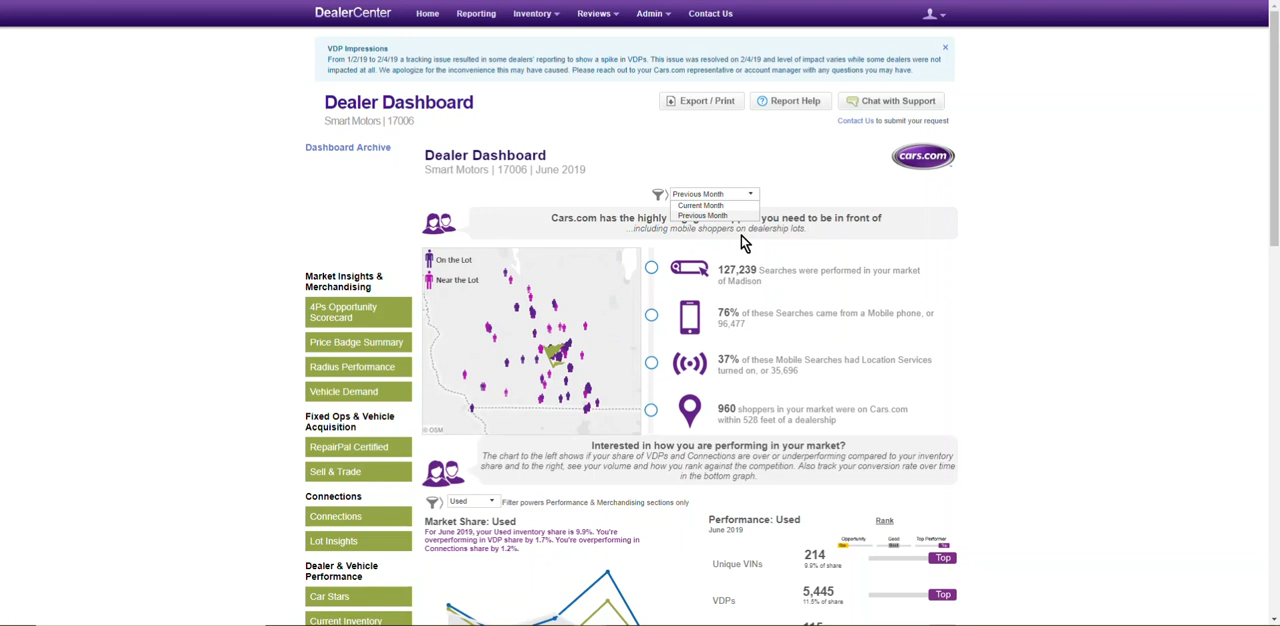 DealerCenter
Home Reporting Inventory Reviews Admin Contact Us
VDP Impressions
From 1/2/19 to 2/4/19 a tracking issue resulted in some dealers' reporting to show a spike in VDPs. This issue was resolved on 2/4/19 and level of impact varies while some dealers were not
impacted at all. We apologize for the inconvenience this may have caused. Please reach out to your Cars.com representative or account manager with any questions you may have.
Dealer Dashboard
Smart Motors | 17006
Export / Print
Report Help
Chat with Support
Contact Us to submit your request
Dashboard Archive
Dealer Dashboard
Smart Motors | 17006 | June 2019
cars.com
Previous Month
Current Month
Previous Month
Cars.com has the highly you need to be in front of
...including mobile shoppers on dealership lots.
On the Lot
Near the Lot
© OSM
127,239 Searches were performed in your market
of Madison
76% of these Searches came from a Mobile phone, or
96,477
37% of these Mobile Searches had Location Services
turned on, or 35,696
960 shoppers in your market were on Cars.com
within 528 feet of a dealership
Market Insights &
Merchandising
4Ps Opportunity
Scorecard
Price Badge Summary
Radius Performance
Vehicle Demand
Fixed Ops & Vehicle
Acquisition
RepairPal Certified
Sell & Trade
Connections
Connections
Lot Insights
Dealer & Vehicle
Performance
Car Stars
Current Inventory
Interested in how you are performing in your market?
The chart to the left shows if your share of VDPs and Connections are over or underperforming compared to your inventory
share and to the right, see your volume and how you rank against the competition. Also track your conversion rate over time
in the bottom graph.
Used
Filter powers Performance & Merchandising sections only
Market Share: Used
For June 2019, your Used inventory share is 9.9%. You're
overperforming in VDP share by 1.7%. You're overperforming in
Connections share by 1.2%.
Performance: Used
June 2019
Rank
Opportunity Good Top Performer
Unique VINs
214
9.9% of share
Top
VDPs
5,445
11.5% of share
Top